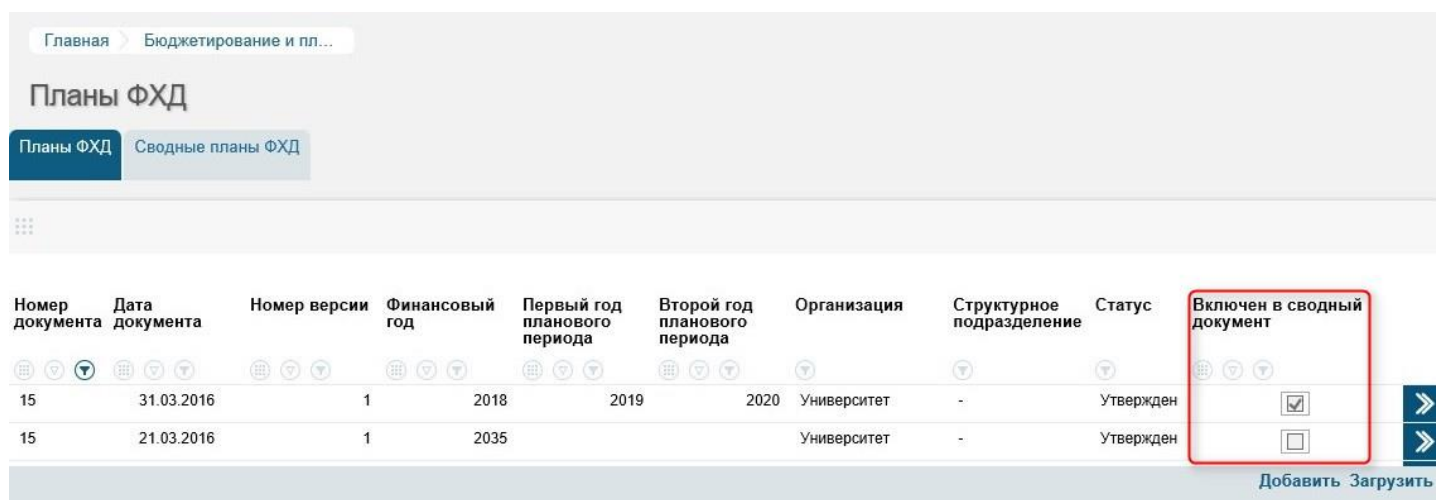 Главная Бюджетирование и пл...
Планы ФХД
Планы ФХД Сводные планы ФХД
Номер документа Дата документа Номер версии Финансовый год Первый год планового периода Второй год планового периода Организация Структурное подразделение Статус Включен в сводный документ
15 31.03.2016 1 2018 2019 2020 Университет - Утвержден
15 21.03.2016 1 2035 Университет - Утвержден
Добавить Загрузить